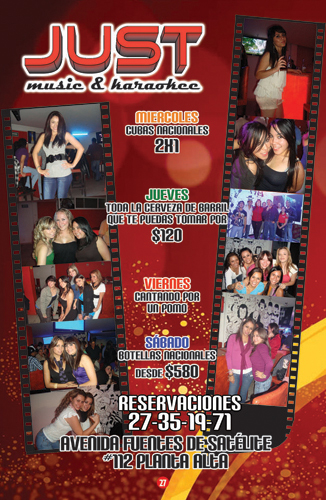 JUST
music & karaokee
MIERCOLES
CUBAS NACIONALES
2X1
JUEVES
TODA LA CERVEZA DE BARRIL
QUE TE PUEDAS TOMAR POR
$120
VIERNES
CANTANDO POR
UN POMO
SÁBADO
BOTELLAS NACIONALES
DESDE $580
RESERVACIONES
27-35-19-71
AVENIDA FUENTES DE SATÉLITE
#112 PLANTA ALTA
27